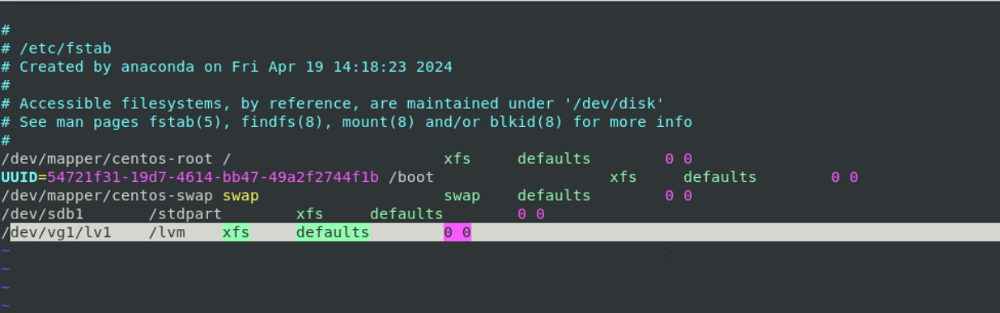 #
# /etc/fstab
# Created by anaconda on Fri Apr 19 14:18:23 2024
#
# Accessible filesystems, by reference, are maintained under '/dev/disk'
# See man pages fstab(5), findfs(8), mount(8) and/or blkid(8) for more info
#
/dev/mapper/centos-root /                       xfs     defaults        0 0
UUID=54721f31-19d7-4614-bb47-49a2f2744f1b /boot                   xfs     defaults        0 0
/dev/mapper/centos-swap swap                    swap    defaults        0 0
/dev/sdb1       /stdpart        xfs     defaults        0 0
/dev/vg1/lv1    /lvm    xfs     defaults        0 0
~
~
~
~